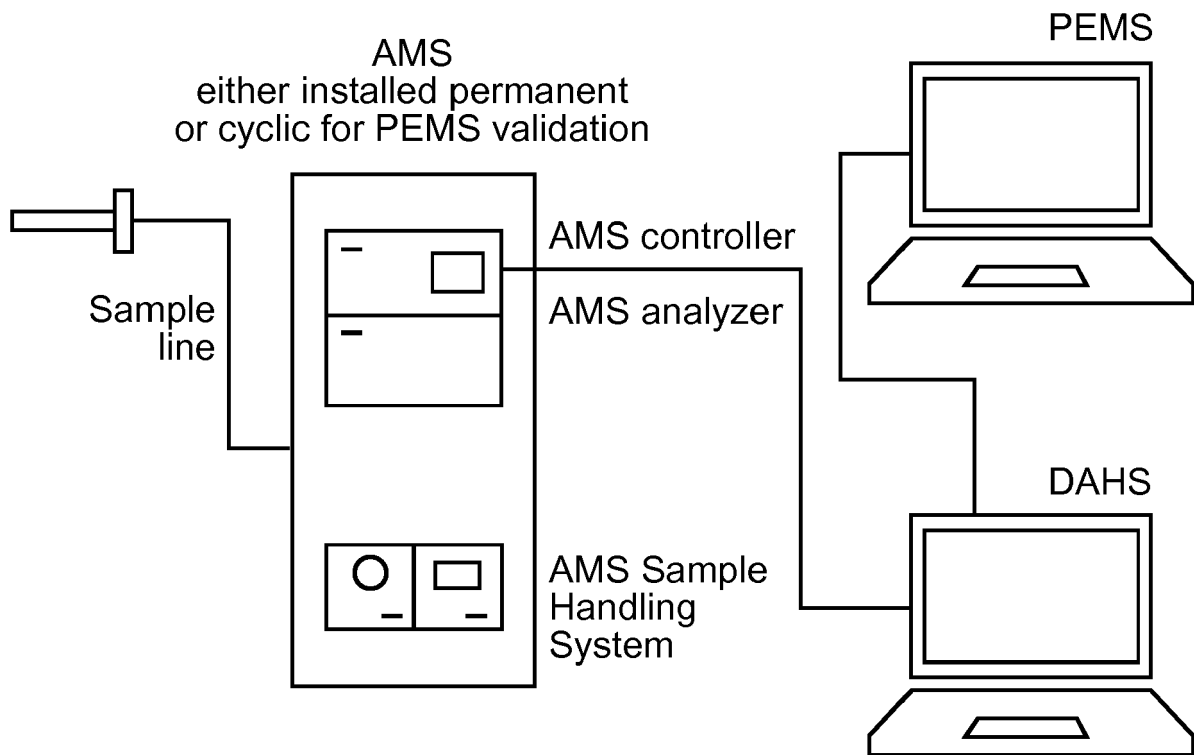 PEMS
AMS
either installed permanent
or cyclic for PEMS validation
AMS controller
AMS analyzer
Sample
line
DAHS
AMS Sample
Handling
System